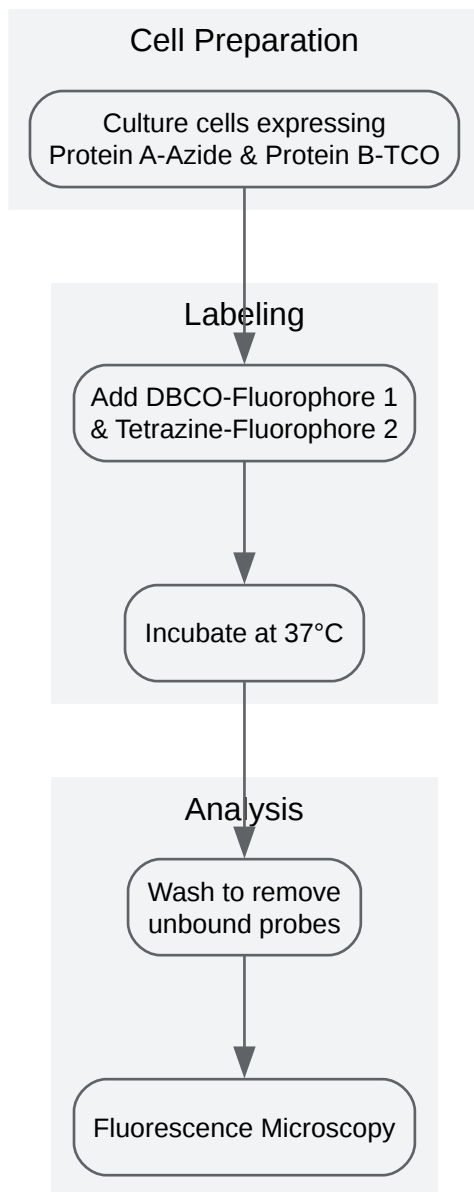 Cell Preparation
Culture cells expressing
Protein A-Azide & Protein B-TCO
Labeling
Add DBCO-Fluorophore 1
& Tetrazine-Fluorophore 2
Incubate at 37°C
Analysis
Wash to remove
unbound probes
Fluorescence Microscopy